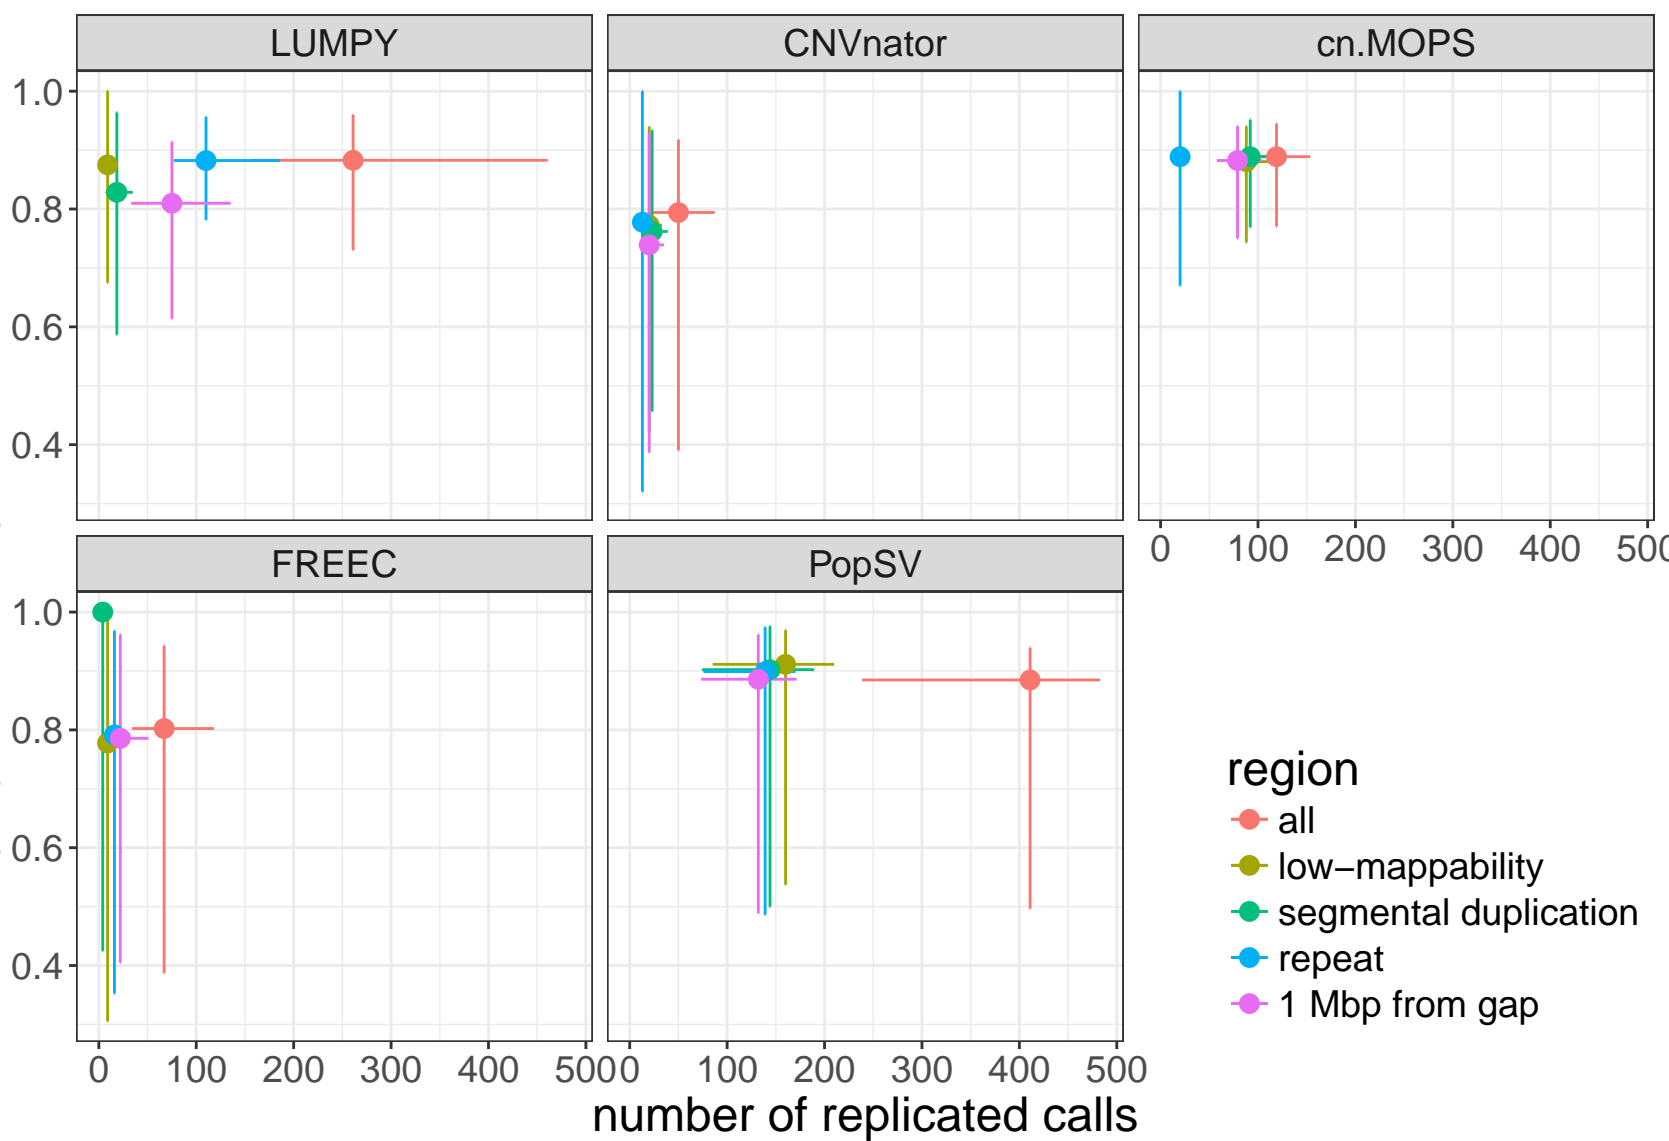 LUMPY CNVnator cn.MOPS
1.0
0.8
0.6
0.4
0 100 200 300 400 500
FREEC PopSV
1.0
0.8
0.6
0.4
0 100 200 300 400 500 0 100 200 300 400 500
number of replicated calls
region
all
low−mappability
segmental duplication
repeat
1 Mbp from gap